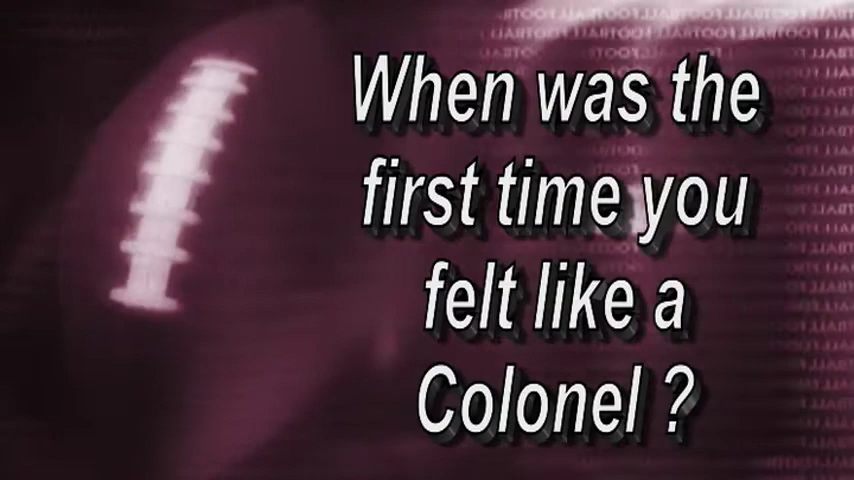 When was the
first time you
felt like a
Colonel ?